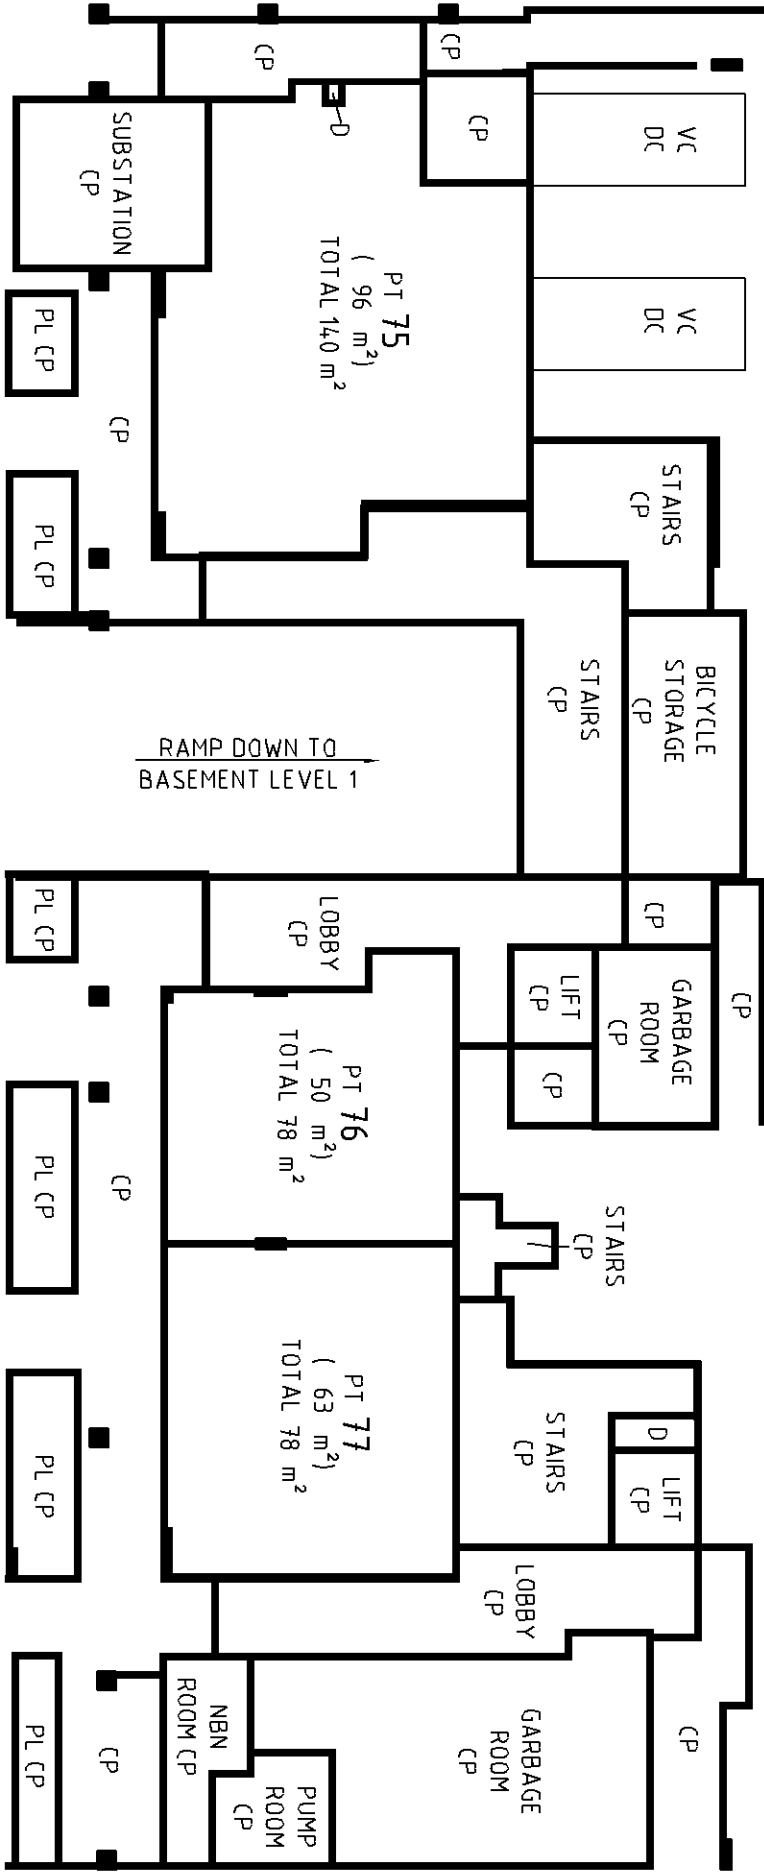 CP
CP
SUBSTATION
CP
D
CP
VC
DC
PT 75
( 96 m²)
TOTAL 140 m²
VC
DC
PL CP
CP
STAIRS
CP
PL CP
STAIRS
CP
BICYCLE
STORAGE
CP
RAMP DOWN TO
BASEMENT LEVEL 1
PL CP
LOBBY
CP
CP
CP
LIFT
CP
GARBAGE
ROOM
CP
CP
PT 76
( 50 m²)
TOTAL 78 m²
PL CP
CP
STAIRS
CP
PT 77
( 63 m²)
TOTAL 78 m²
PL CP
STAIRS
CP
D
LIFT
CP
LOBBY
CP
NBN
ROOM CP
GARBAGE
ROOM
CP
CP
CP
PL CP
PUMP
ROOM
CP